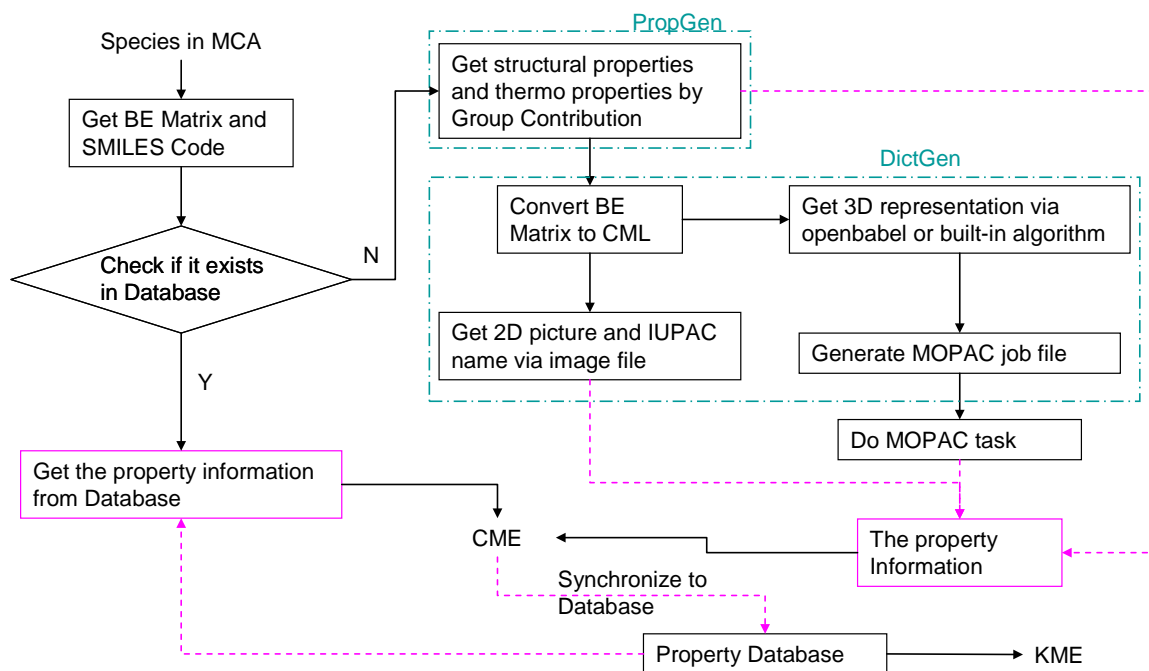 PropGen
Species in MCA
Get structural properties
and thermo properties by
Group Contribution
Get BE Matrix and
SMILES Code
DictGen
Convert BE
Matrix to CML
Get 3D representation via
openbabel or built-in algorithm
N
Check if it exists
in Database
Get 2D picture and IUPAC
name via image file
Generate MOPAC job file
Y
Do MOPAC task
Get the property information
from Database
CME
The property
Information
Synchronize to
Database
Property Database
KME